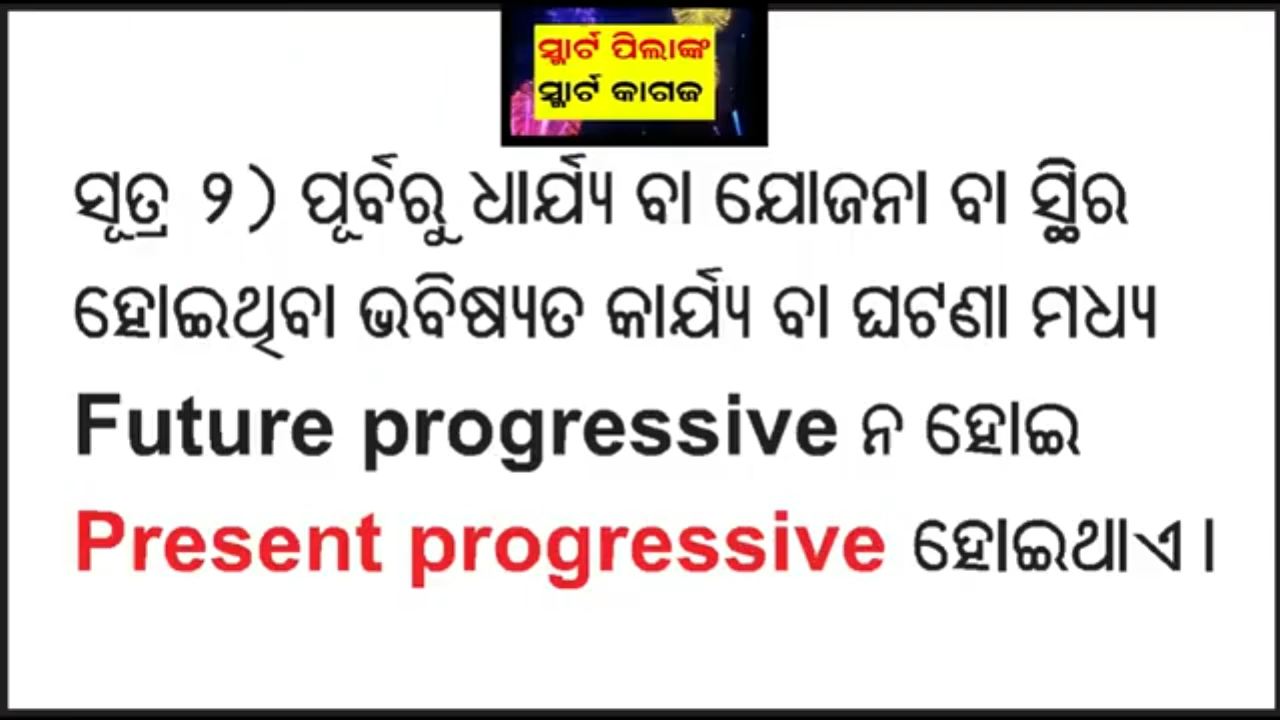 ସ୍ମାର୍ଟ ପିଲାଙ୍କ
ସ୍ମାର୍ଟ କାଗଜ
ସୂତ୍ର ୨) ପୂର୍ବରୁ ଧାର୍ଯ୍ୟ ବା ଯୋଜନା ବା ସ୍ଥିର
ହୋଇଥିବା ଭବିଷ୍ୟତ କାର୍ଯ୍ୟ ବା ଘଟଣା ମଧ୍ୟ
Future progressive ନ ହୋଇ
Present progressive ହୋଇଥାଏ ।